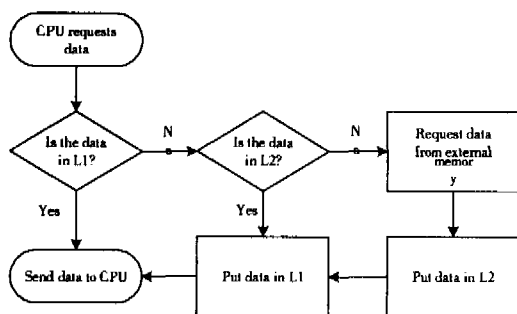 CPU requests
data
Is the data
in L1?
N
o
Is the data
in L2?
N
o
Request data
from external
memor
y
Yes
Yes
Send data to CPU
Put data in L1
Put data in L2